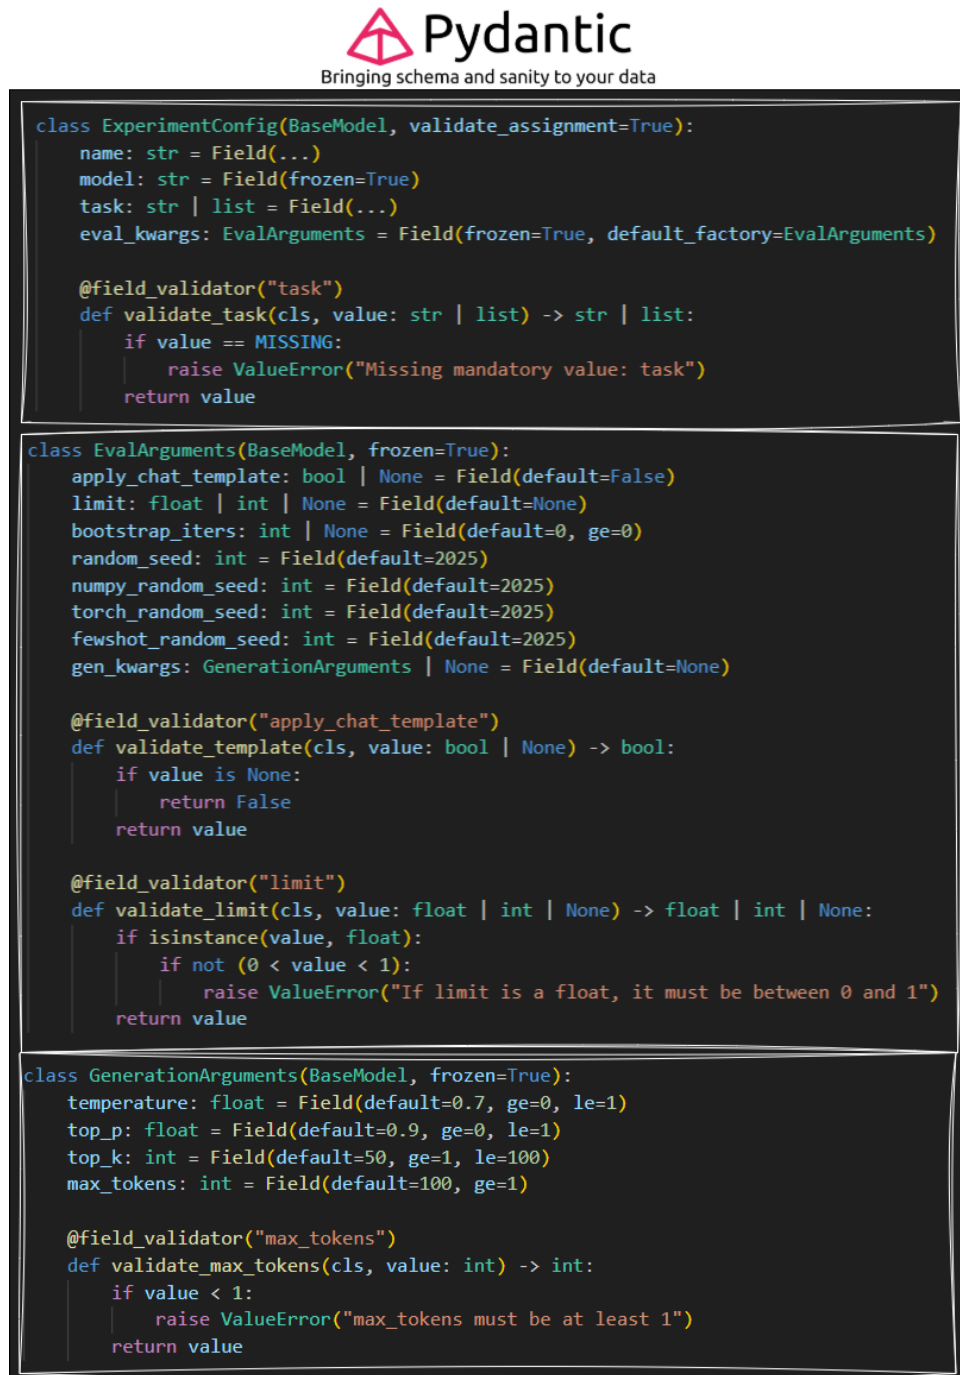 Pydantic
Bringing schema and sanity to your data
class ExperimentConfig(BaseModel, validate_assignment=True):
    name: str = Field(...)
    model: str = Field(frozen=True)
    task: str | list = Field(...)
    eval_kwargs: EvalArguments = Field(frozen=True, default_factory=EvalArguments)

    @field_validator("task")
    def validate_task(cls, value: str | list) -> str | list:
        if value == MISSING:
            raise ValueError("Missing mandatory value: task")
        return value
class EvalArguments(BaseModel, frozen=True):
    apply_chat_template: bool | None = Field(default=False)
    limit: float | int | None = Field(default=None)
    bootstrap_iters: int | None = Field(default=0, ge=0)
    random_seed: int = Field(default=2025)
    numpy_random_seed: int = Field(default=2025)
    torch_random_seed: int = Field(default=2025)
    fewshot_random_seed: int = Field(default=2025)
    gen_kwargs: GenerationArguments | None = Field(default=None)

    @field_validator("apply_chat_template")
    def validate_template(cls, value: bool | None) -> bool:
        if value is None:
            return False
        return value

    @field_validator("limit")
    def validate_limit(cls, value: float | int | None) -> float | int | None:
        if isinstance(value, float):
            if not (0 < value < 1):
                raise ValueError("If limit is a float, it must be between 0 and 1")
        return value
class GenerationArguments(BaseModel, frozen=True):
    temperature: float = Field(default=0.7, ge=0, le=1)
    top_p: float = Field(default=0.9, ge=0, le=1)
    top_k: int = Field(default=50, ge=1, le=100)
    max_tokens: int = Field(default=100, ge=1)

    @field_validator("max_tokens")
    def validate_max_tokens(cls, value: int) -> int:
        if value < 1:
            raise ValueError("max_tokens must be at least 1")
        return value